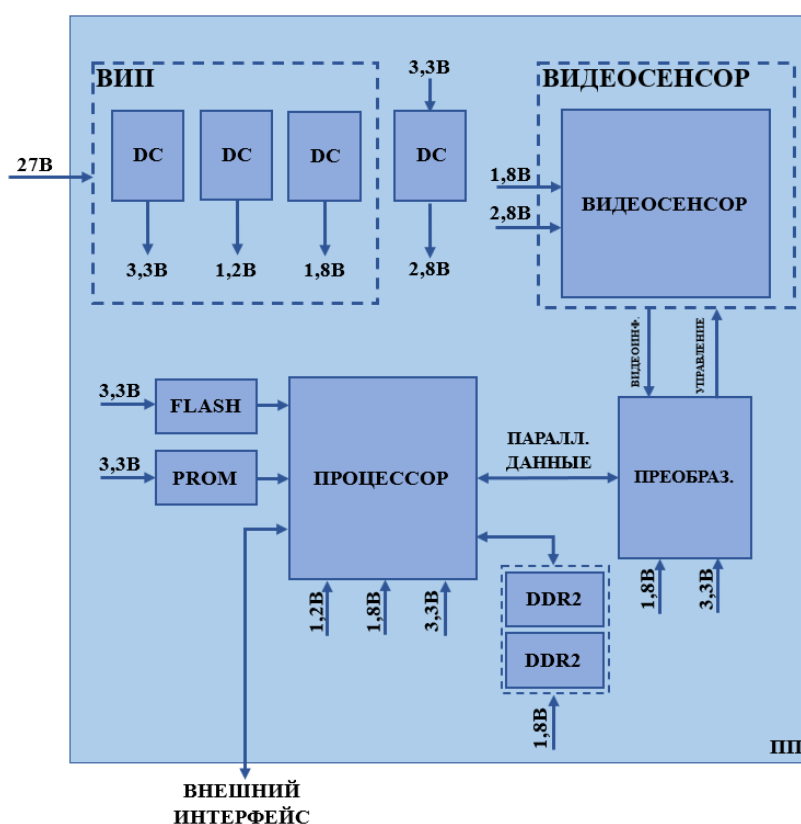 ВИП
3,3В
ВИДЕОСЕНСОР
27В
DC
DC
DC
DC
1,8В
2,8В
ВИДЕОСЕНСОР
3,3В
1,2В
1,8В
2,8В
ВИДЕОИНФ.
УПРАВЛЕНИЕ
3,3В
FLASH
3,3В
PROM
ПРОЦЕССОР
ПАРАЛЛ.
ДАННЫЕ
ПРЕОБРАЗ.
1,2В
1,8В
3,3В
DDR2
DDR2
1,8В
1,8В
3,3В
ПП
ВНЕШНИЙ
ИНТЕРФЕЙС